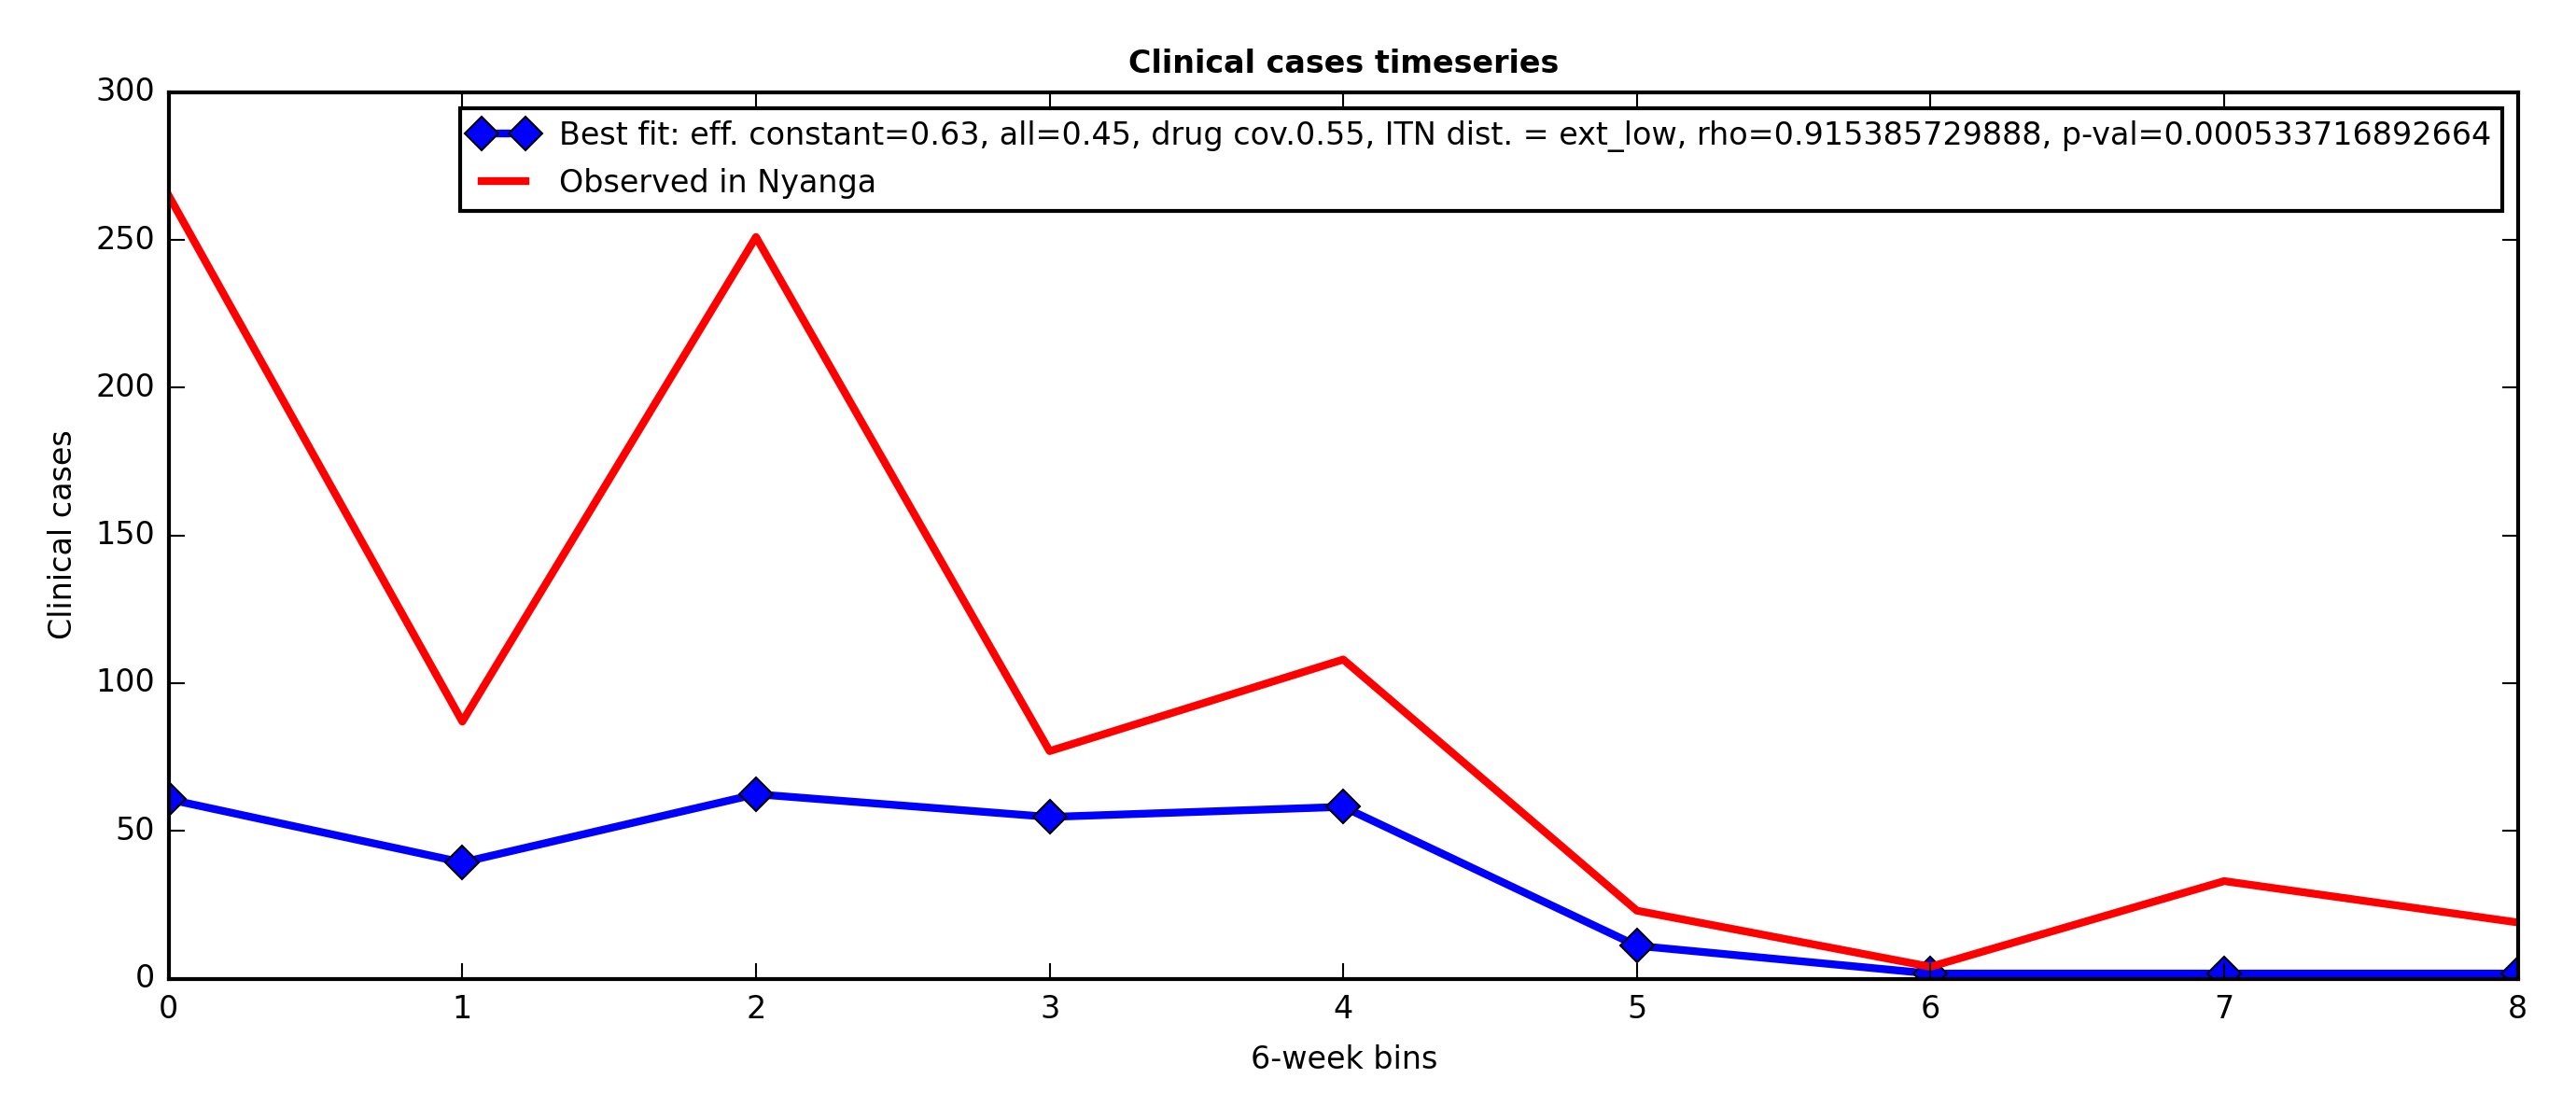 Clinical cases timeseries
300
250
200
150
100
50
0
Clinical cases
Best fit: eff. constant=0.63, all=0.45, drug cov.0.55, ITN dist. = ext_low, rho=0.915385729888, p-val=0.000533716892664
Observed in Nyanga
0 1 2 3 4 5 6 7 8
6-week bins